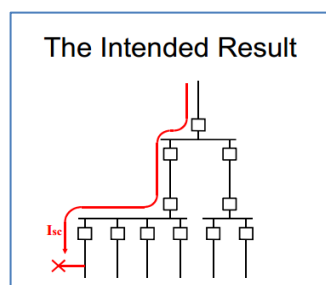 The Intended Result
Isc